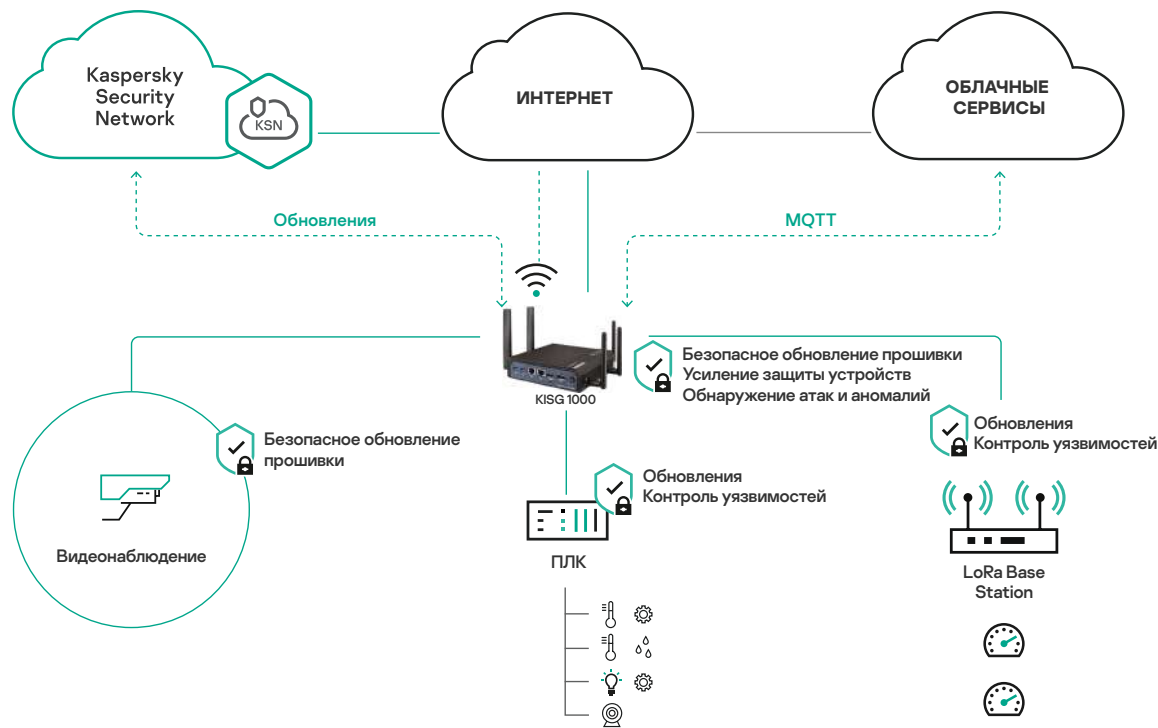 Kaspersky
Security
Network
KSN
ИНТЕРНЕТ
ОБЛАЧНЫЕ
СЕРВИСЫ
Обновления
MQTT
KISG 1000
Безопасное обновление прошивки
Усиление защиты устройств
Обнаружение атак и аномалий
Безопасное обновление
прошивки
Видеонаблюдение
Обновления
Контроль уязвимостей
ПЛК
Обновления
Контроль уязвимостей
LoRa Base
Station